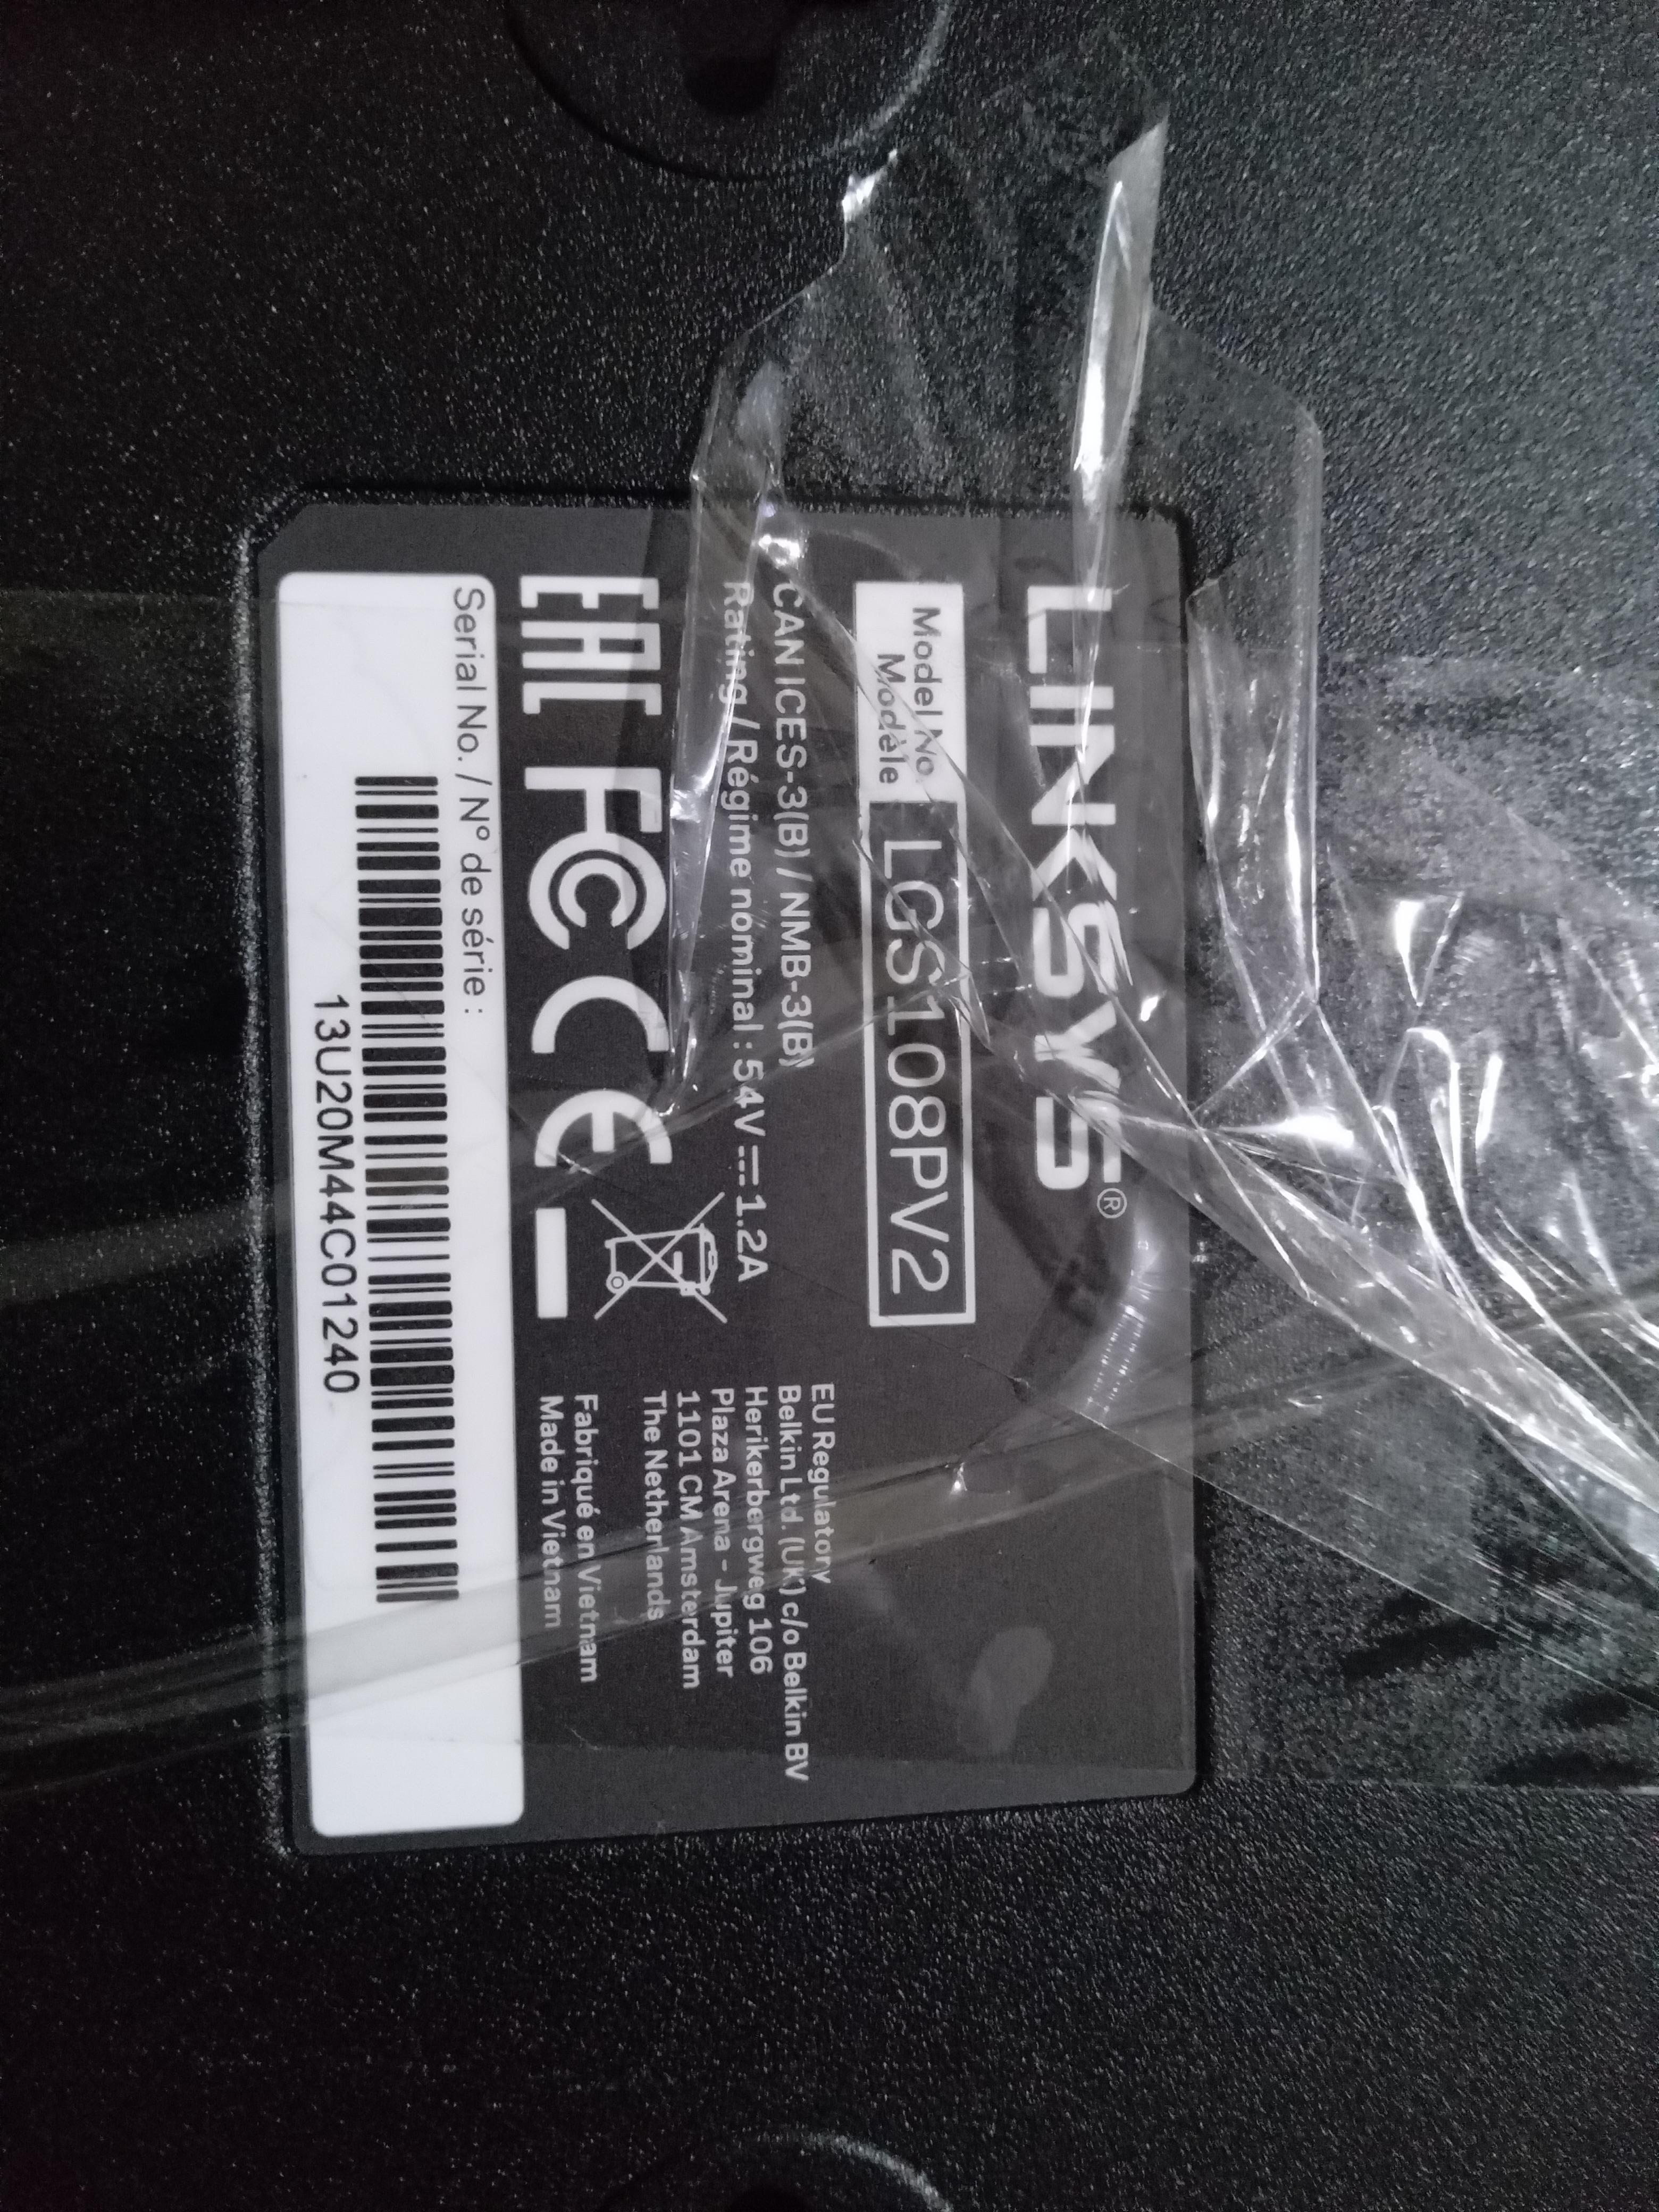 LINKSYS®
Model No.
Modèle
LGS108PV2
CAN ICES-3(B) / NMB-3(B)
Rating / Régime nominal : 54V⎓1.2A
EAC FC CE
EU Regulatory
Belkin Ltd. (UK) c/o Belkin BV
Herikerbergweg 106
Plaza Arena - Jupiter
1101 CM Amsterdam
The Netherlands
Fabriqué en Vietnam
Made in Vietnam
Serial No. / N° de série :
13U20M44C01240